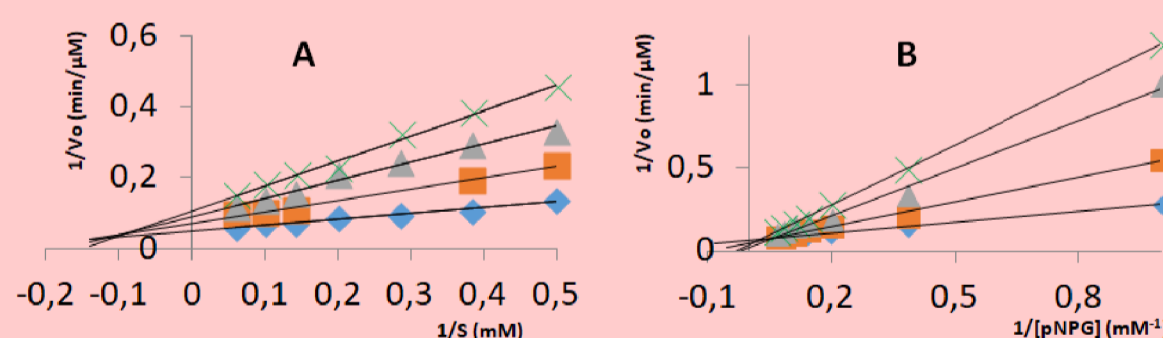 A
1/Vo (min/µM)
0,6
0,4
0,2
0
-0,2 -0,1 0 0,1 0,2 0,3 0,4 0,5
1/S (mM)
B
1/Vo (min/µM)
1
0,5
0
-0,1 0,2 0,5 0,8
1/[pNPG] (mM⁻¹